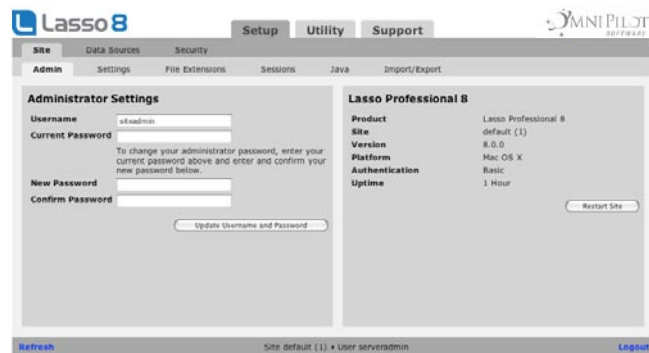 Lasso 8
Setup Utility Support
OMNIPILOT
SOFTWARE
Site Data Sources Security
Admin Settings File Extensions Sessions Java Import/Export
Administrator Settings
Username siteadmin
Current Password
To change your administrator password, enter your
current password above and enter and confirm your
new password below.
New Password
Confirm Password
Update Username and Password
Lasso Professional 8
Product Lasso Professional 8
Site default (1)
Version 8.0.0
Platform Mac OS X
Authentication Basic
Uptime 1 Hour
Restart Site
Refresh Site default (1) • User serveradmin Logout